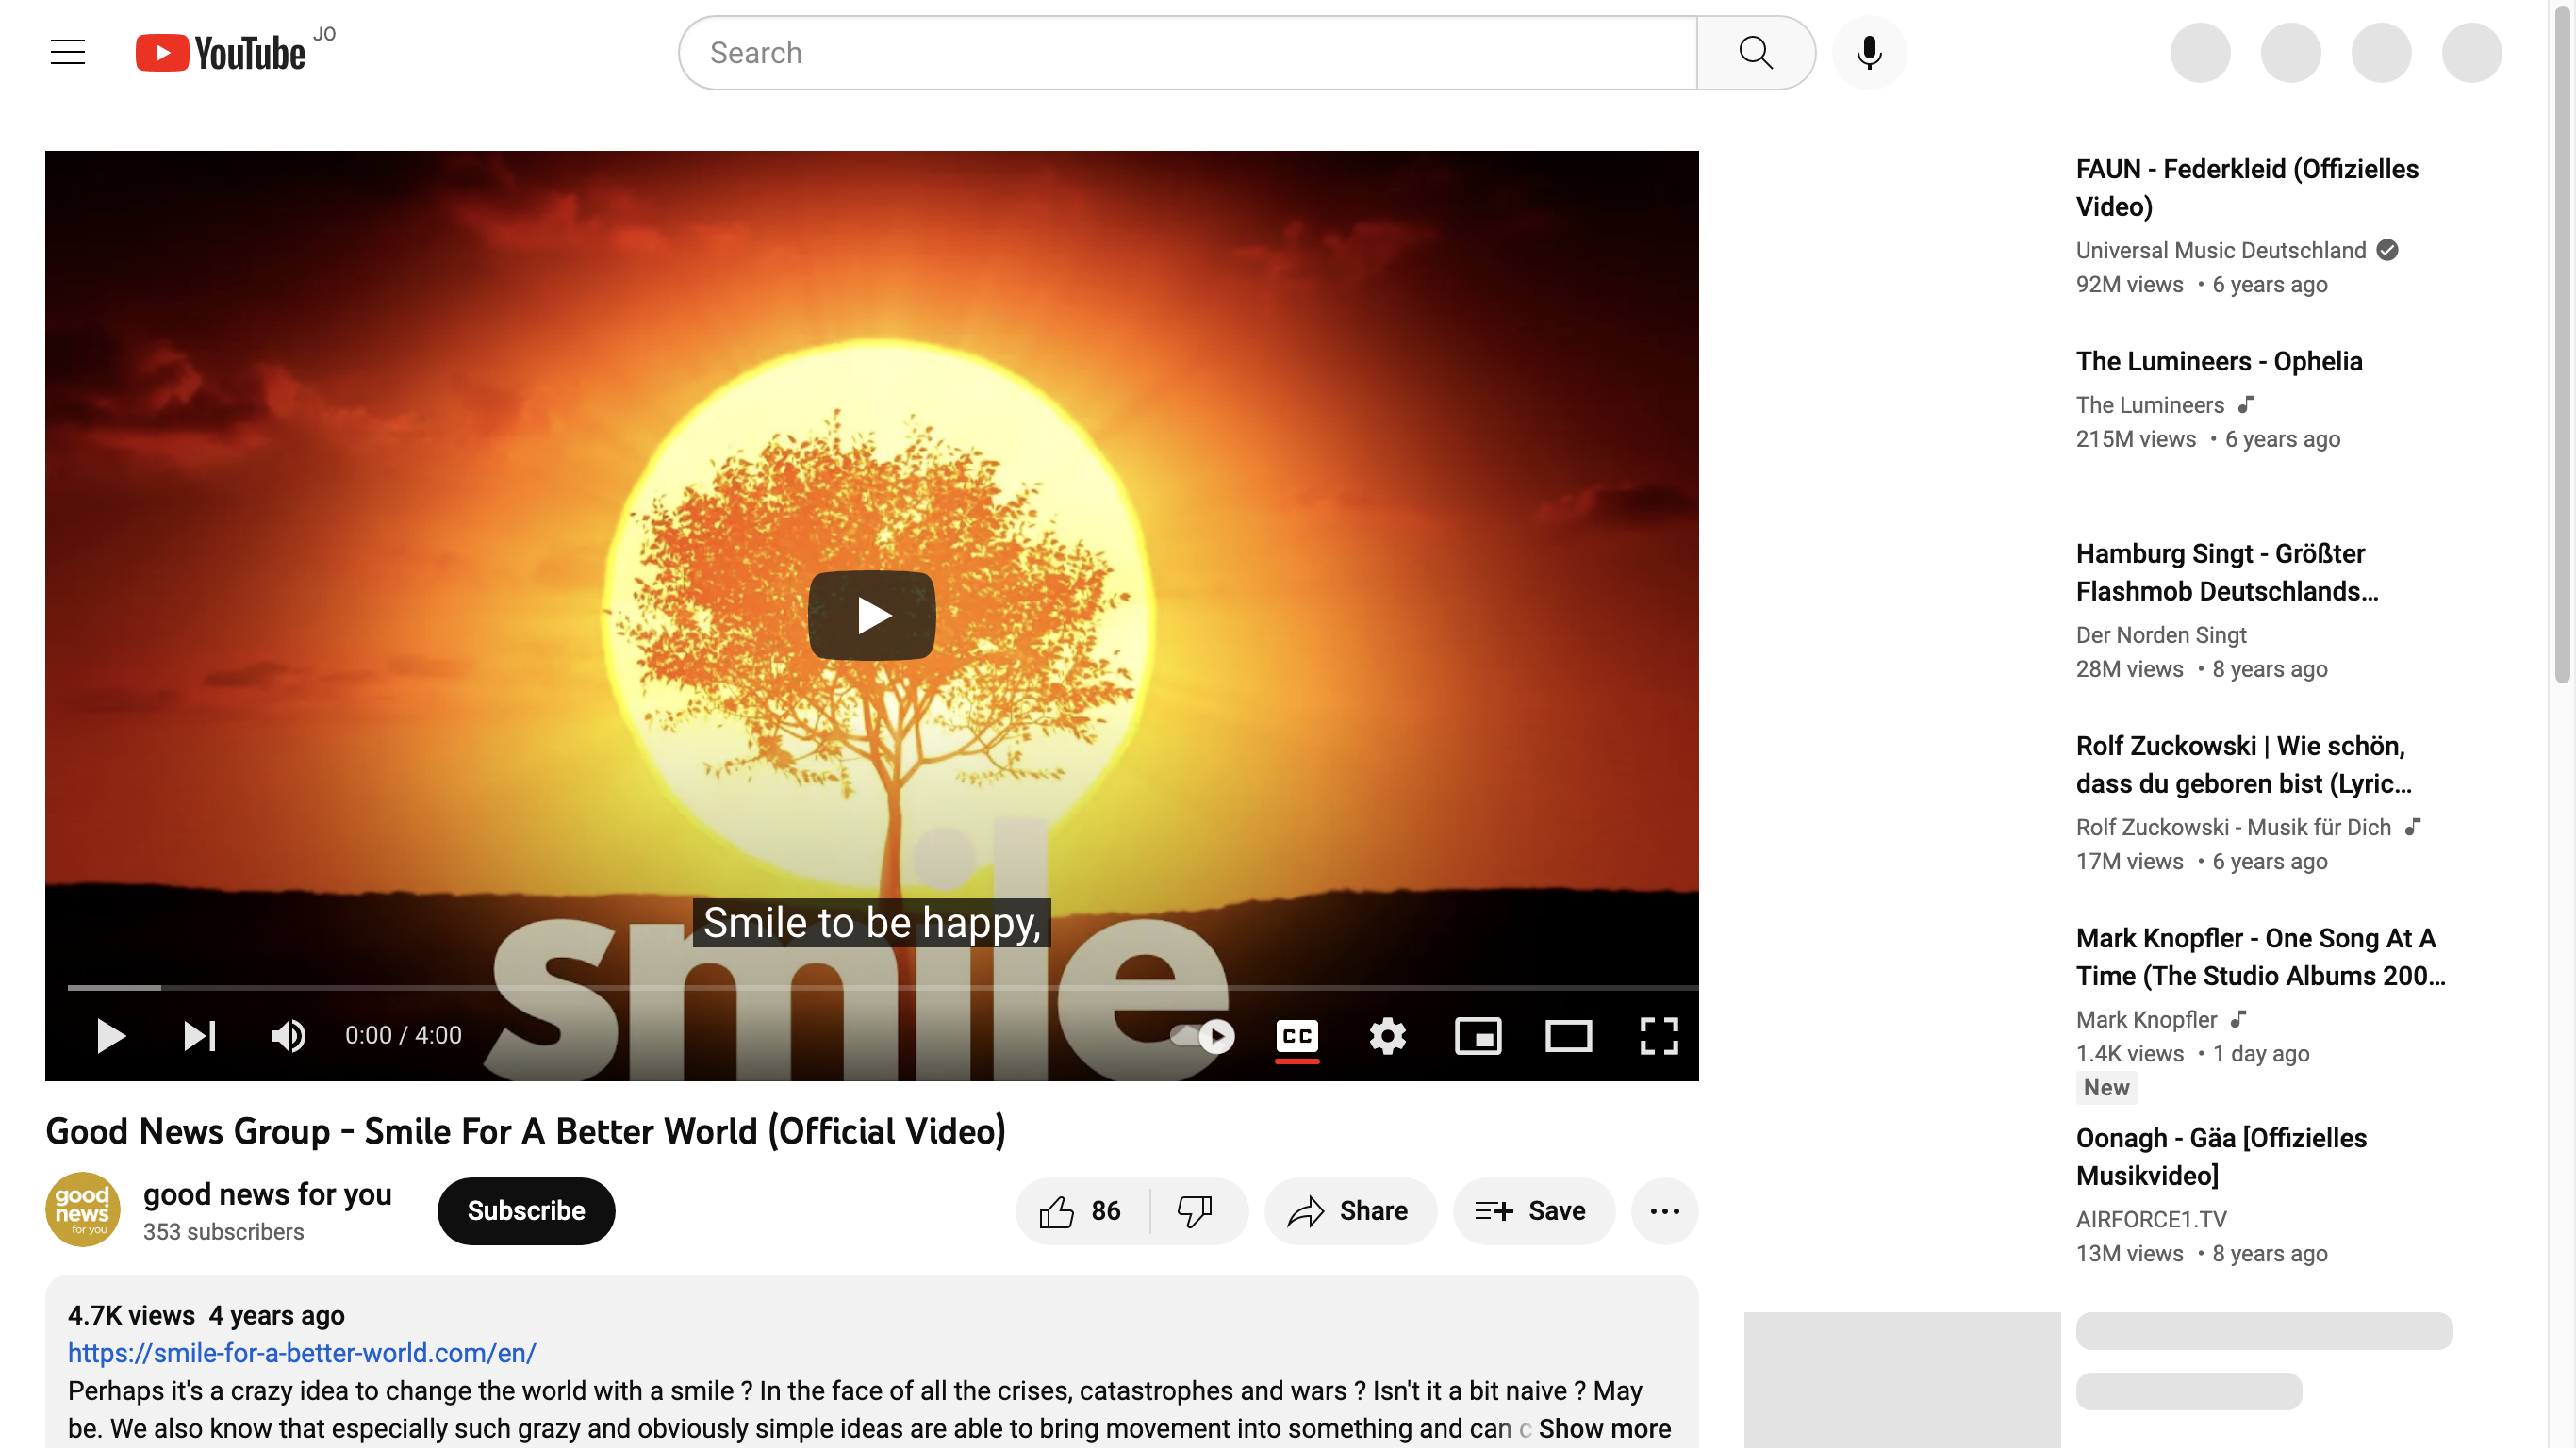 YouTube JO
Search
Smile to be happy,
smile
0:00 / 4:00
CC
Good News Group - Smile For A Better World (Official Video)
good
news
for you
good news for you
353 subscribers
Subscribe
86
Share
Save
4.7K views 4 years ago
https://smile-for-a-better-world.com/en/
Perhaps it's a crazy idea to change the world with a smile ? In the face of all the crises, catastrophes and wars ? Isn't it a bit naive ? May
be. We also know that especially such grazy and obviously simple ideas are able to bring movement into something and can c Show more
FAUN - Federkleid (Offizielles
Video)
Universal Music Deutschland
92M views • 6 years ago
The Lumineers - Ophelia
The Lumineers
215M views • 6 years ago
Hamburg Singt - Größter
Flashmob Deutschlands...
Der Norden Singt
28M views • 8 years ago
Rolf Zuckowski | Wie schön,
dass du geboren bist (Lyric...
Rolf Zuckowski - Musik für Dich
17M views • 6 years ago
Mark Knopfler - One Song At A
Time (The Studio Albums 200...
Mark Knopfler
1.4K views • 1 day ago
New
Oonagh - Gäa [Offizielles
Musikvideo]
AIRFORCE1.TV
13M views • 8 years ago